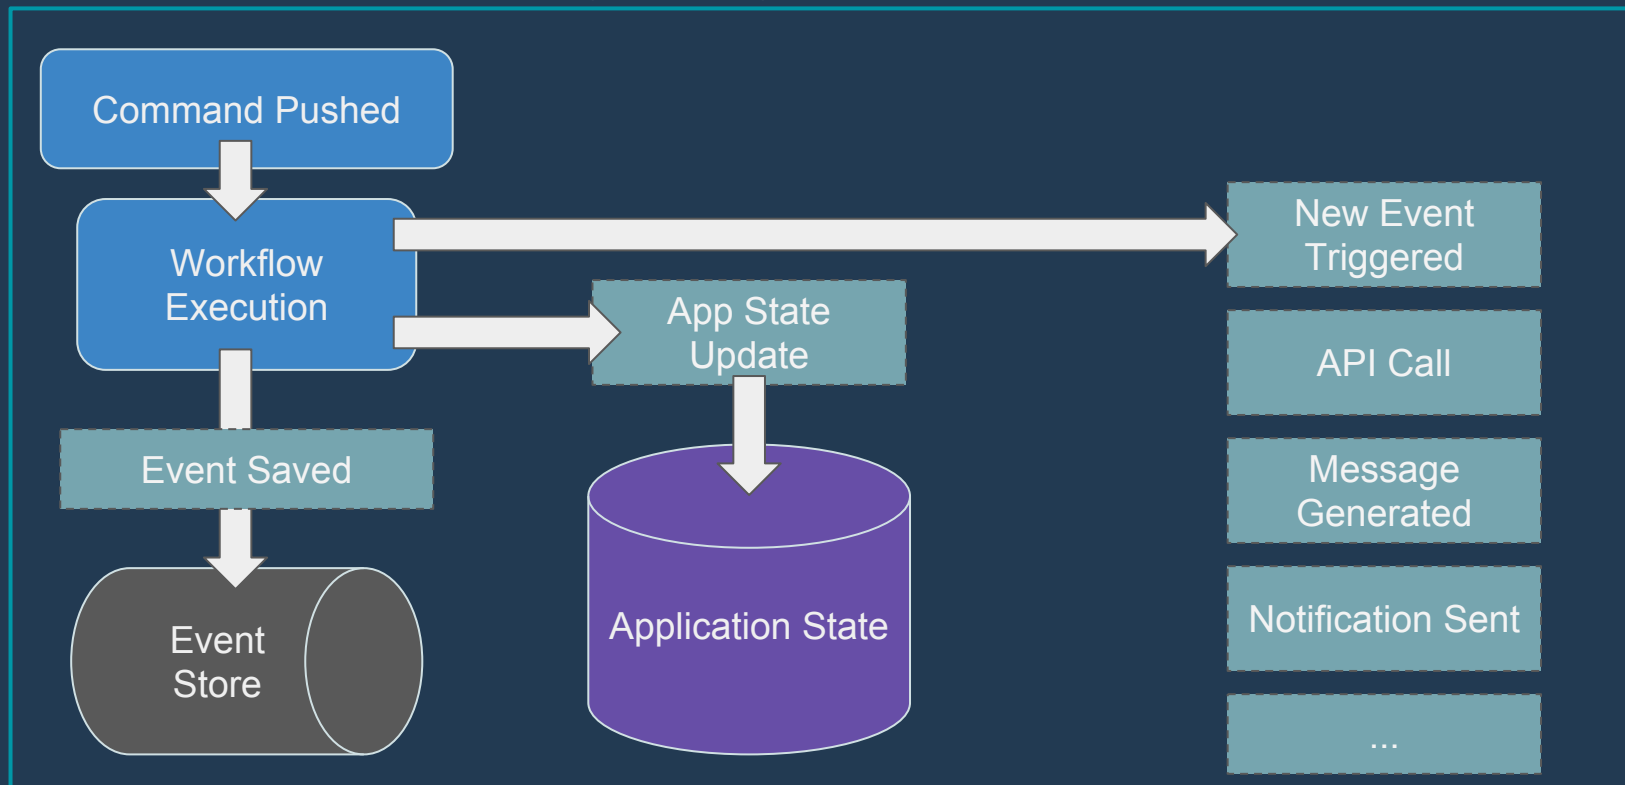 Command Pushed
Workflow
Execution
Event Saved
Event
Store
App State
Update
Application State
New Event
Triggered
API Call
Message
Generated
Notification Sent
...